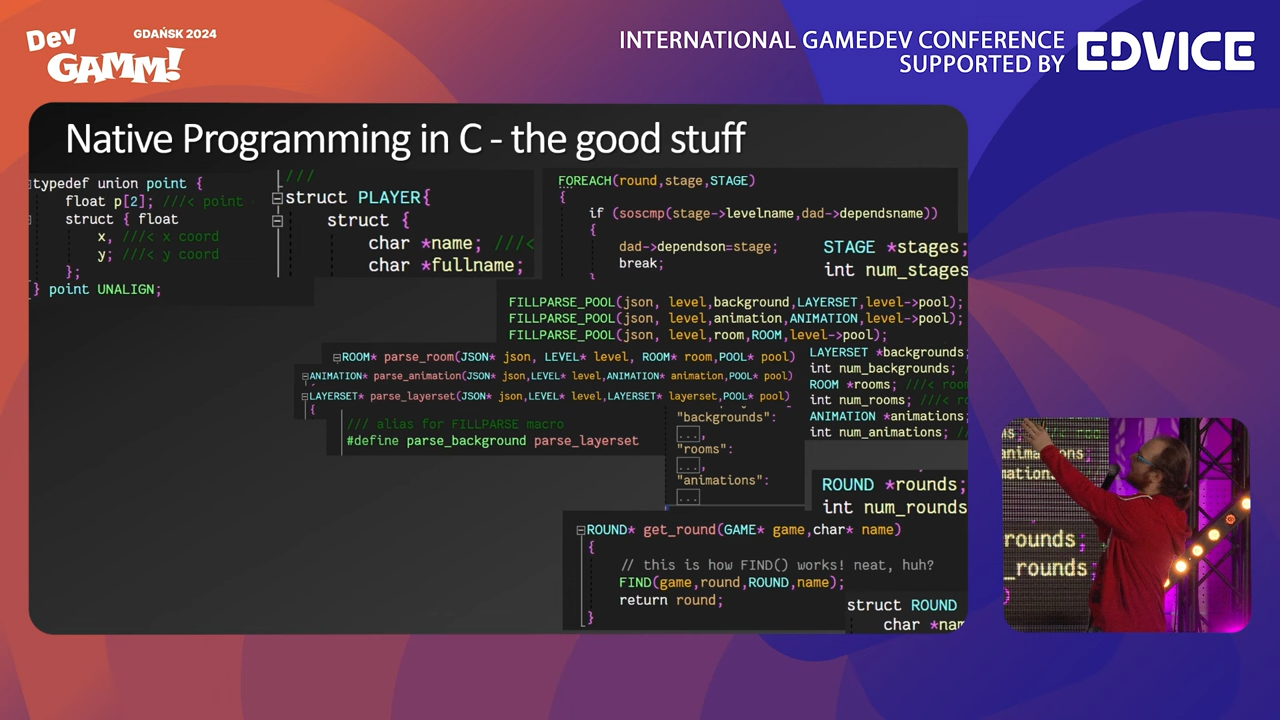 Dev
GAMM!
GDAŃSK 2024
INTERNATIONAL GAMEDEV CONFERENCE
SUPPORTED BY EDVICE
Native Programming in C - the good stuff
typedef union point {
float p[2]; ///< point
struct { float
x, ///< x coord
y; ///< y coord
};
} point UNALIGN;
///
struct PLAYER{
struct {
char *name; ///<
char *fullname;
FOREACH(round,stage,STAGE)
{
if (soscmp(stage->levelname,dad->dependsname))
{
dad->dependson=stage;
break;
}
STAGE *stages;
int num_stages
FILLPARSE_POOL(json, level,background,LAYERSET,level->pool);
FILLPARSE_POOL(json, level,animation,ANIMATION,level->pool);
FILLPARSE_POOL(json, level,room,ROOM,level->pool);
ROOM* parse_room(JSON* json, LEVEL* level, ROOM* room,POOL* pool)
ANIMATION* parse_animation(JSON* json,LEVEL* level,ANIMATION* animation,POOL* pool)
LAYERSET* parse_layerset(JSON* json,LEVEL* level,LAYERSET* layerset,POOL* pool)
{
/// alias for FILLPARSE macro
#define parse_background parse_layerset
LAYERSET *backgrounds;
int num_backgrounds; /
ROOM *rooms; ///< roo
int num_rooms; ///< r
ANIMATION *animations;
int num_animations; //
"backgrounds":
...,
"rooms":
...,
"animations":
...
ROUND *rounds;
int num_rounds
ROUND* get_round(GAME* game,char* name)
{
// this is how FIND() works! neat, huh?
FIND(game,round,ROUND,name);
return round;
}
struct ROUND
char *nam
animations
mations
rounds;
_rounds;